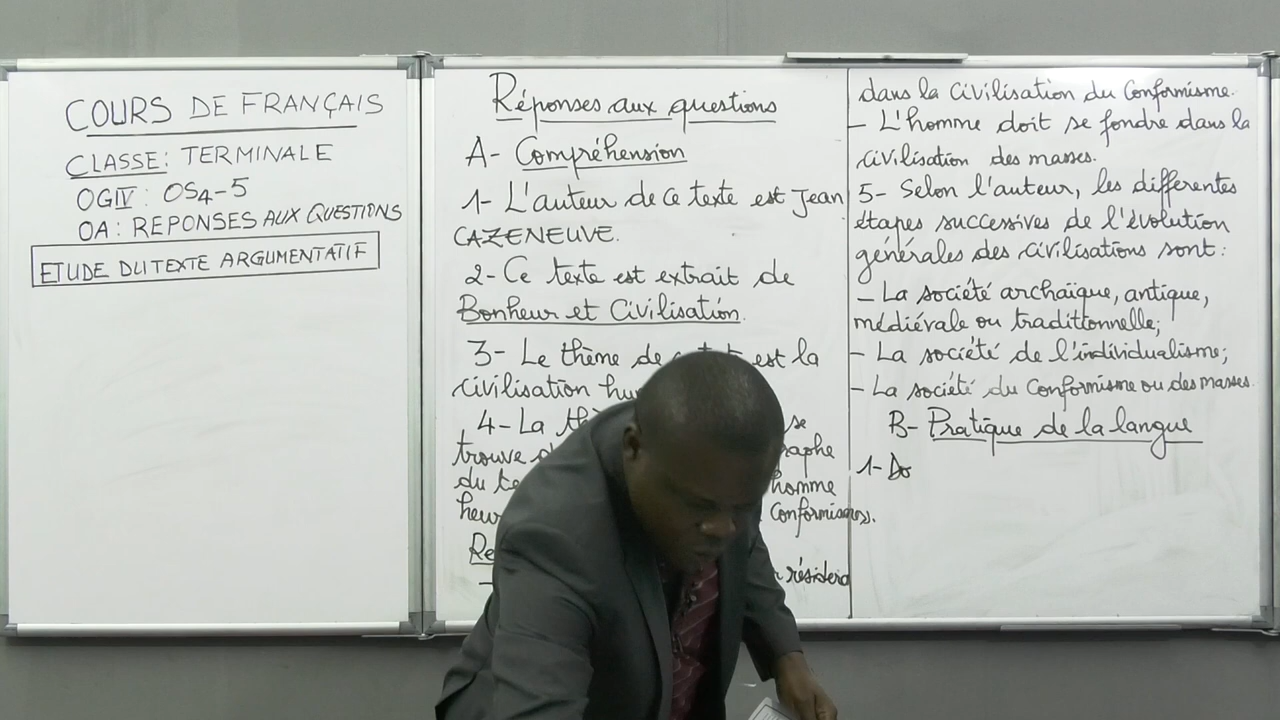 COURS DE FRANÇAIS
CLASSE: TERMINALE
OGIV: OS4-5
OA: REPONSES AUX QUESTIONS
ETUDE DU TEXTE ARGUMENTATIF
Réponses aux questions
A- Compréhension
1- L'auteur de ce texte est Jean
CAZENEUVE.
2- Ce texte est extrait de
Bonheur et Civilisation.
3- Le thème de est la
civilisation
4- La se
trouve
du
homme
conformisme).
résidera
dans la civilisation du conformisme.
- L'homme doit se fondre dans la
civilisation des masses.
5- Selon l'auteur, les differentes
étapes successives de l'évolution
générales des civilisations sont:
- La société archaïque, antique,
médiévale ou traditionnelle;
- La société de l'individualisme;
- La société du conformisme ou des masses.
B- Pratique de la langue
1-